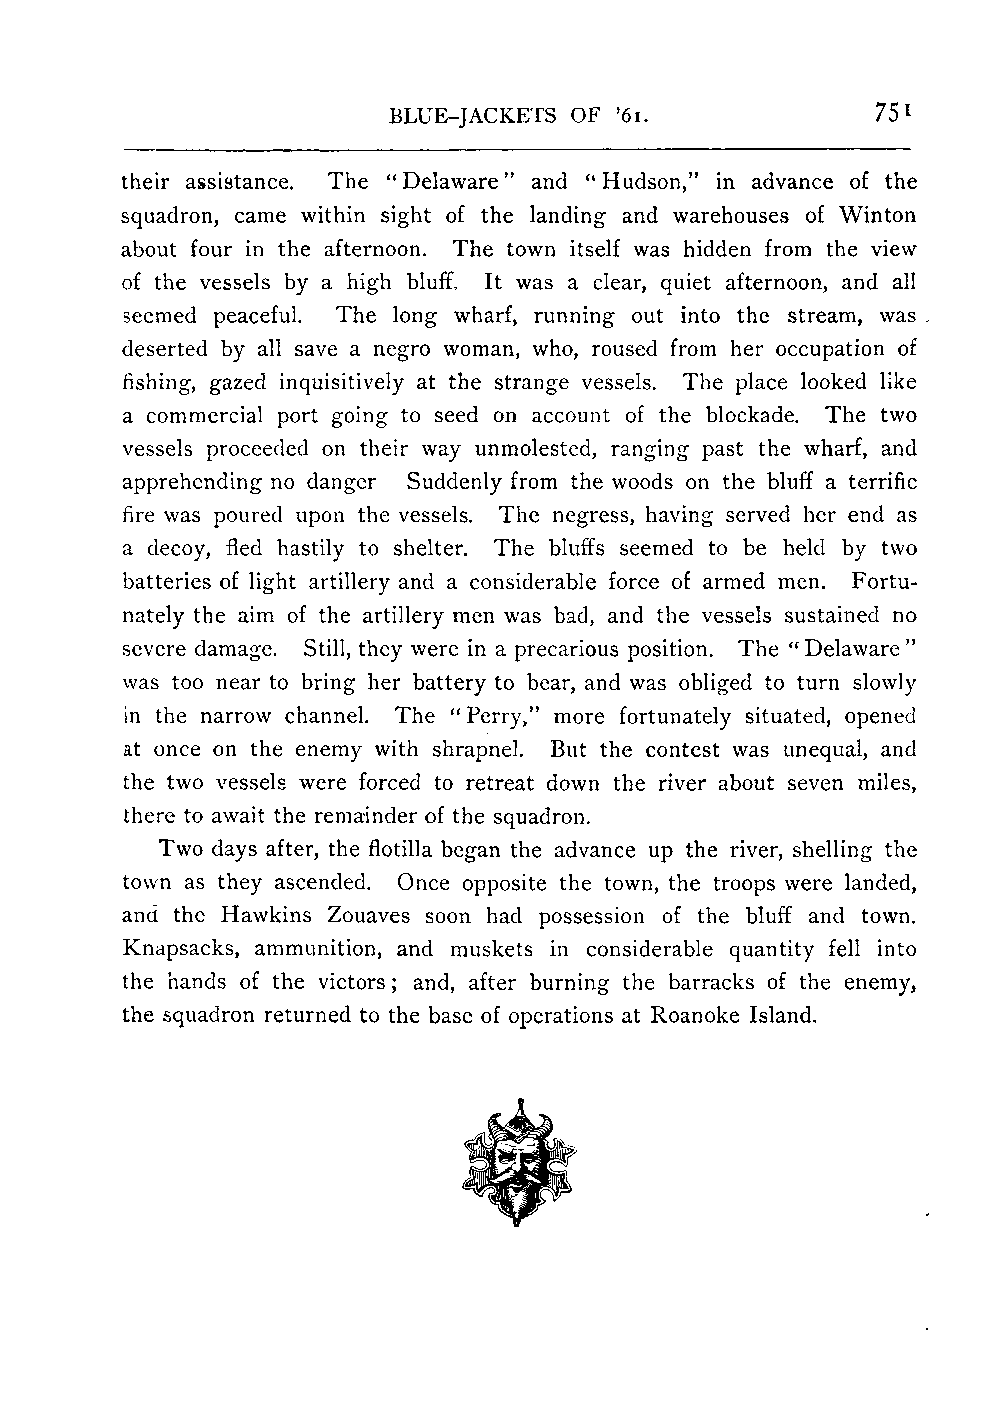 BLUE-JACKETS OF '61. 751
their assistance. The "Delaware" and "Hudson," in advance of the
squadron, came within sight of the landing and warehouses of Winton
about four in the afternoon. The town itself was hidden from the view
of the vessels by a high bluff. It was a clear, quiet afternoon, and all
seemed peaceful. The long wharf, running out into the stream, was
deserted by all save a negro woman, who, roused from her occupation of
fishing, gazed inquisitively at the strange vessels. The place looked like
a commercial port going to seed on account of the blockade. The two
vessels proceeded on their way unmolested, ranging past the wharf, and
apprehending no danger Suddenly from the woods on the bluff a terrific
fire was poured upon the vessels. The negress, having served her end as
a decoy, fled hastily to shelter. The bluffs seemed to be held by two
batteries of light artillery and a considerable force of armed men. Fortu-
nately the aim of the artillery men was bad, and the vessels sustained no
severe damage. Still, they were in a precarious position. The "Delaware"
was too near to bring her battery to bear, and was obliged to turn slowly
in the narrow channel. The "Perry," more fortunately situated, opened
at once on the enemy with shrapnel. But the contest was unequal, and
the two vessels were forced to retreat down the river about seven miles,
there to await the remainder of the squadron.
Two days after, the flotilla began the advance up the river, shelling the
town as they ascended. Once opposite the town, the troops were landed,
and the Hawkins Zouaves soon had possession of the bluff and town.
Knapsacks, ammunition, and muskets in considerable quantity fell into
the hands of the victors; and, after burning the barracks of the enemy,
the squadron returned to the base of operations at Roanoke Island.